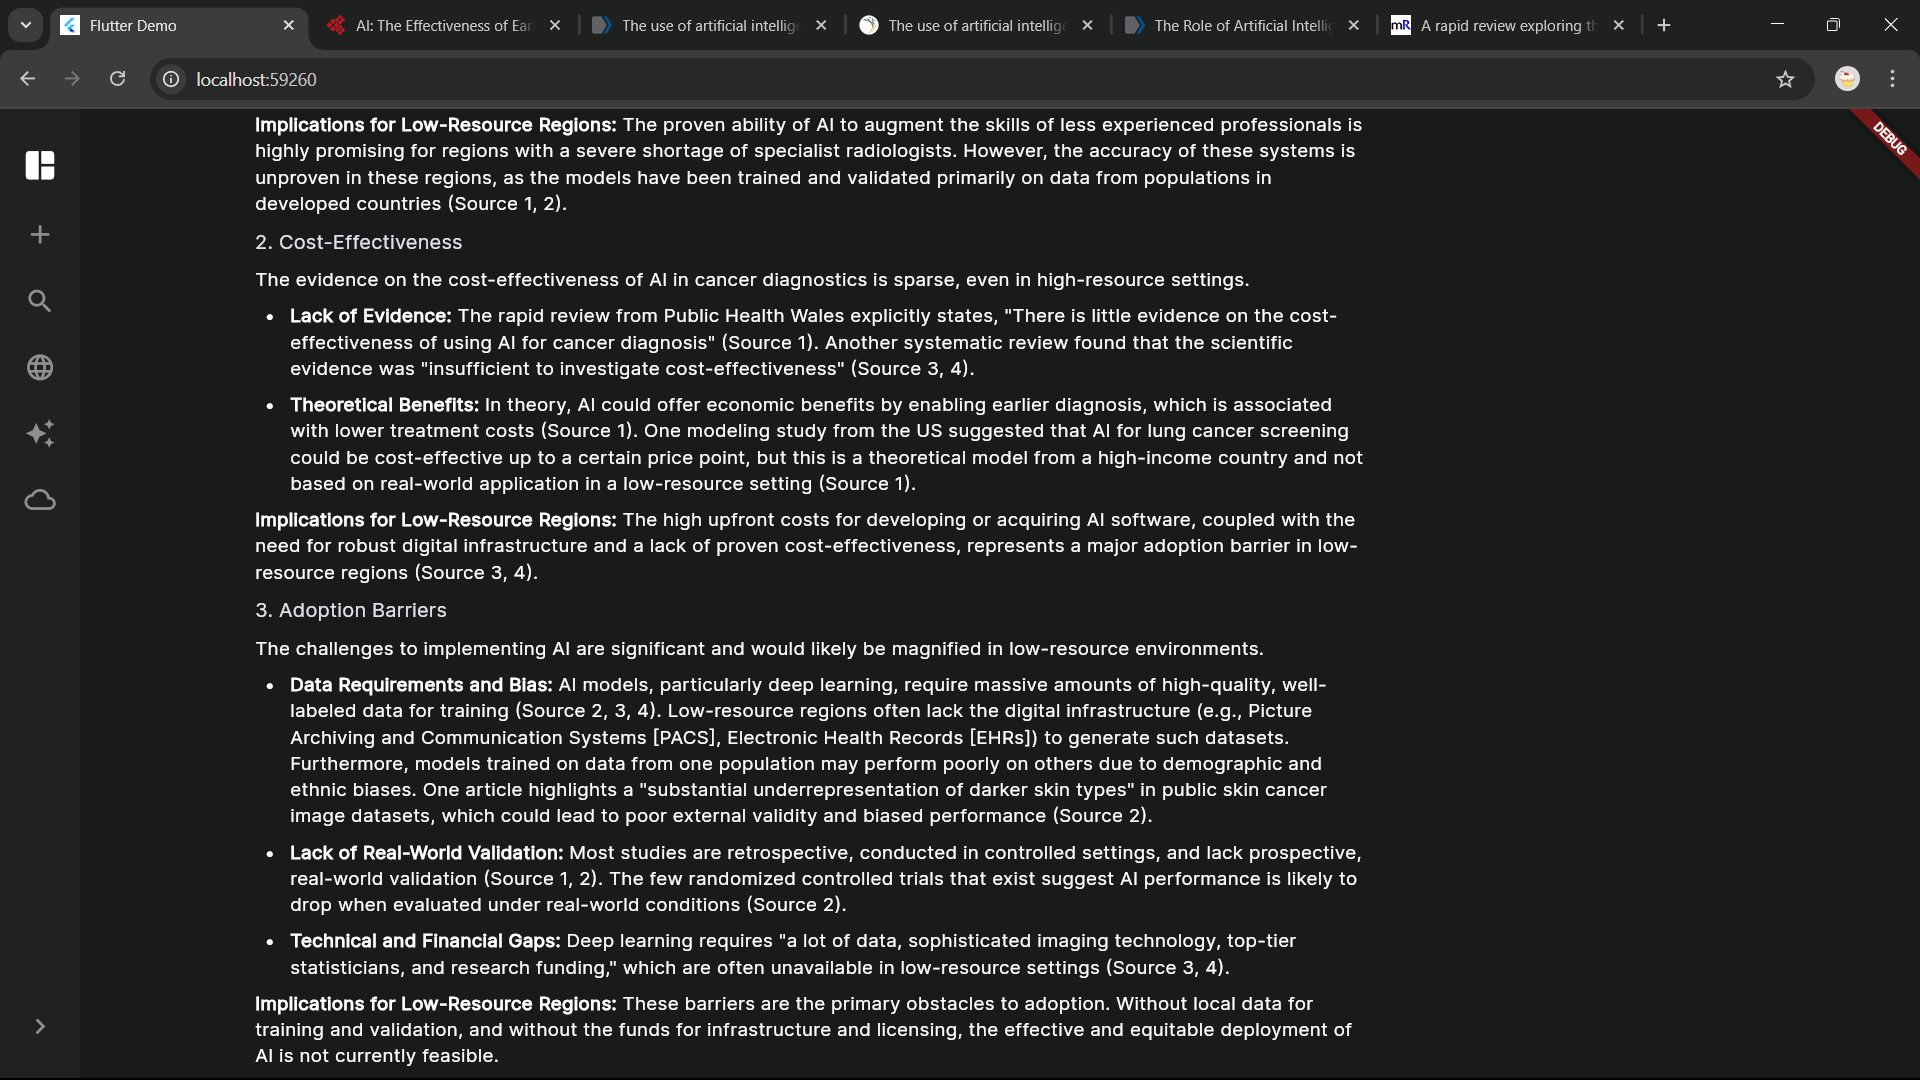 Flutter Demo
AI: The Effectiveness of Ear
The use of artificial intellige
The use of artificial intellige
The Role of Artificial Intellig
mR A rapid review exploring th
localhost:59260
DEBUG
Implications for Low-Resource Regions: The proven ability of AI to augment the skills of less experienced professionals is
highly promising for regions with a severe shortage of specialist radiologists. However, the accuracy of these systems is
unproven in these regions, as the models have been trained and validated primarily on data from populations in
developed countries (Source 1, 2).
2. Cost-Effectiveness
The evidence on the cost-effectiveness of AI in cancer diagnostics is sparse, even in high-resource settings.
• Lack of Evidence: The rapid review from Public Health Wales explicitly states, "There is little evidence on the cost-
effectiveness of using AI for cancer diagnosis" (Source 1). Another systematic review found that the scientific
evidence was "insufficient to investigate cost-effectiveness" (Source 3, 4).
• Theoretical Benefits: In theory, AI could offer economic benefits by enabling earlier diagnosis, which is associated
with lower treatment costs (Source 1). One modeling study from the US suggested that AI for lung cancer screening
could be cost-effective up to a certain price point, but this is a theoretical model from a high-income country and not
based on real-world application in a low-resource setting (Source 1).
Implications for Low-Resource Regions: The high upfront costs for developing or acquiring AI software, coupled with the
need for robust digital infrastructure and a lack of proven cost-effectiveness, represents a major adoption barrier in low-
resource regions (Source 3, 4).
3. Adoption Barriers
The challenges to implementing AI are significant and would likely be magnified in low-resource environments.
• Data Requirements and Bias: AI models, particularly deep learning, require massive amounts of high-quality, well-
labeled data for training (Source 2, 3, 4). Low-resource regions often lack the digital infrastructure (e.g., Picture
Archiving and Communication Systems [PACS], Electronic Health Records [EHRs]) to generate such datasets.
Furthermore, models trained on data from one population may perform poorly on others due to demographic and
ethnic biases. One article highlights a "substantial underrepresentation of darker skin types" in public skin cancer
image datasets, which could lead to poor external validity and biased performance (Source 2).
• Lack of Real-World Validation: Most studies are retrospective, conducted in controlled settings, and lack prospective,
real-world validation (Source 1, 2). The few randomized controlled trials that exist suggest AI performance is likely to
drop when evaluated under real-world conditions (Source 2).
• Technical and Financial Gaps: Deep learning requires "a lot of data, sophisticated imaging technology, top-tier
statisticians, and research funding," which are often unavailable in low-resource settings (Source 3, 4).
Implications for Low-Resource Regions: These barriers are the primary obstacles to adoption. Without local data for
training and validation, and without the funds for infrastructure and licensing, the effective and equitable deployment of
AI is not currently feasible.